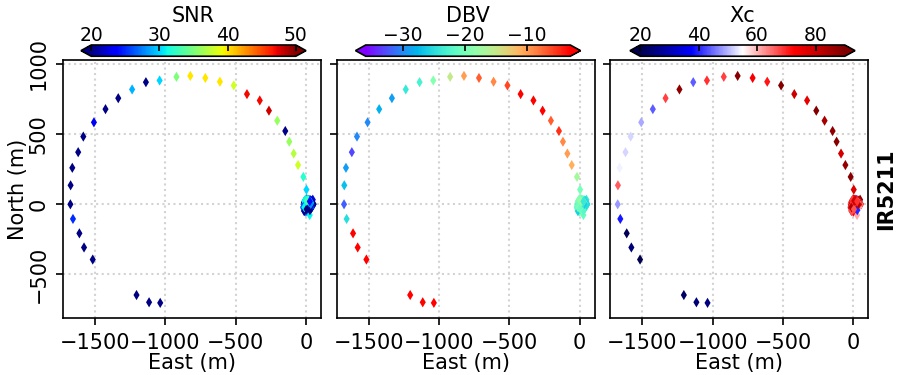 SNR DBV Xc
20 30 40 50 −30 −20 −10 20 40 60 80
North (m)
1000
500
0
−500
IR5211
−1500 −1000 −500 0 −1500 −1000 −500 0 −1500 −1000 −500 0
East (m) East (m) East (m)